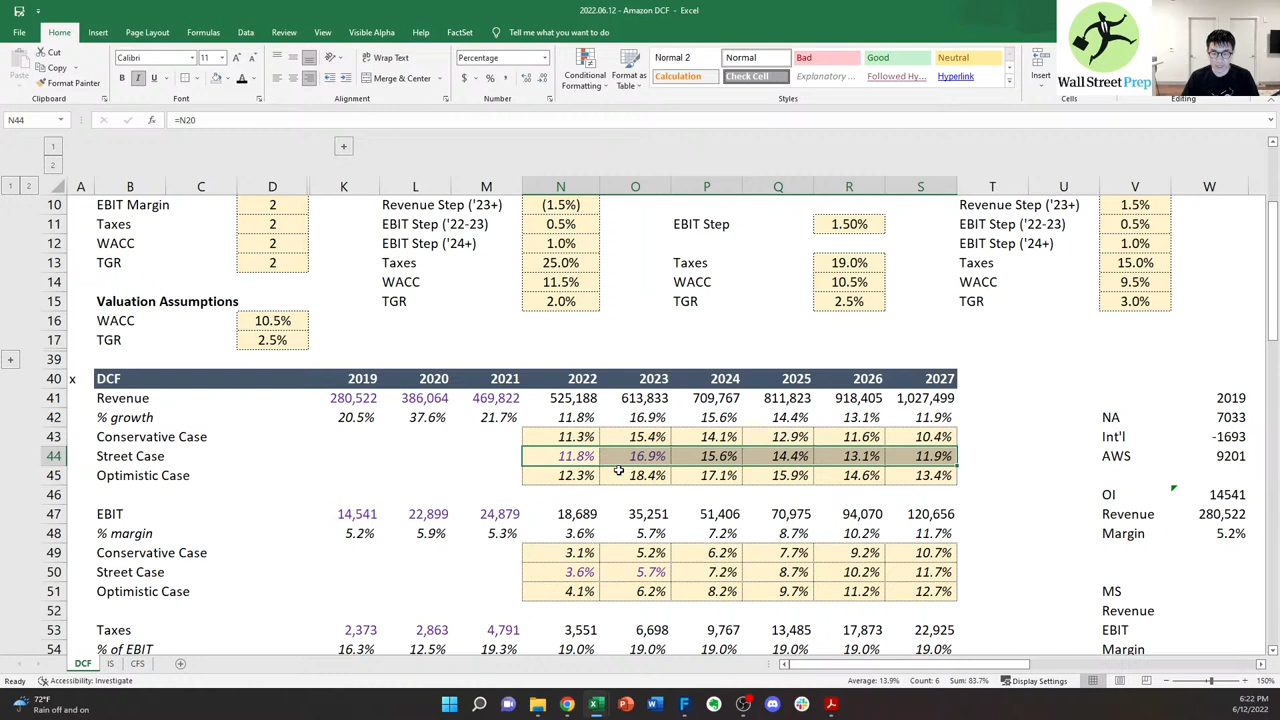 2022.06.12 - Amazon DCF - Excel
File Home Insert Page Layout Formulas Data Review View Visible Alpha Help FactSet Tell me what you want to do
Cut
Copy
Format Painter
Paste
Clipboard
Calibri 11
B I U
Font
Wrap Text
Merge & Center
Alignment
Percentage
$ % ,
Number
Conditional Formatting
Format as Table
Normal 2 Normal Bad Good Neutral
Calculation Check Cell Explanatory ... Followed Hy... Hyperlink
Styles
Insert
Cells
Editing
Wall Street Prep
N44 fx =N20
1
2
1 2 A B C D K L M N O P Q R S T U V W
10 EBIT Margin 2 Revenue Step ('23+) (1.5%) Revenue Step ('23+) 1.5%
11 Taxes 2 EBIT Step ('22-23) 0.5% EBIT Step 1.50% EBIT Step ('22-23) 0.5%
12 WACC 2 EBIT Step ('24+) 1.0% EBIT Step ('24+) 1.0%
13 TGR 2 Taxes 25.0% Taxes 19.0% Taxes 15.0%
14 WACC 11.5% WACC 10.5% WACC 9.5%
15 Valuation Assumptions TGR 2.0% TGR 2.5% TGR 3.0%
16 WACC 10.5%
17 TGR 2.5%
39
40 x DCF 2019 2020 2021 2022 2023 2024 2025 2026 2027
41 Revenue 280,522 386,064 469,822 525,188 613,833 709,767 811,823 918,405 1,027,499 2019
42 % growth 20.5% 37.6% 21.7% 11.8% 16.9% 15.6% 14.4% 13.1% 11.9% NA 7033
43 Conservative Case 11.3% 15.4% 14.1% 12.9% 11.6% 10.4% Int'l -1693
44 Street Case 11.8% 16.9% 15.6% 14.4% 13.1% 11.9% AWS 9201
45 Optimistic Case 12.3% 18.4% 17.1% 15.9% 14.6% 13.4%
46 OI 14541
47 EBIT 14,541 22,899 24,879 18,689 35,251 51,406 70,975 94,070 120,656 Revenue 280,522
48 % margin 5.2% 5.9% 5.3% 3.6% 5.7% 7.2% 8.7% 10.2% 11.7% Margin 5.2%
49 Conservative Case 3.1% 5.2% 6.2% 7.7% 9.2% 10.7%
50 Street Case 3.6% 5.7% 7.2% 8.7% 10.2% 11.7%
51 Optimistic Case 4.1% 6.2% 8.2% 9.7% 11.2% 12.7% MS
52 Revenue
53 Taxes 2,373 2,863 4,791 3,551 6,698 9,767 13,485 17,873 22,925 EBIT
54 % of EBIT 16.3% 12.5% 19.3% 19.0% 19.0% 19.0% 19.0% 19.0% 19.0% Margin
DCF IS CFS
Ready Accessibility: Investigate Average: 13.9% Count: 6 Sum: 83.7% Display Settings 150%
72°F
Rain off and on
6:22 PM
6/12/2022